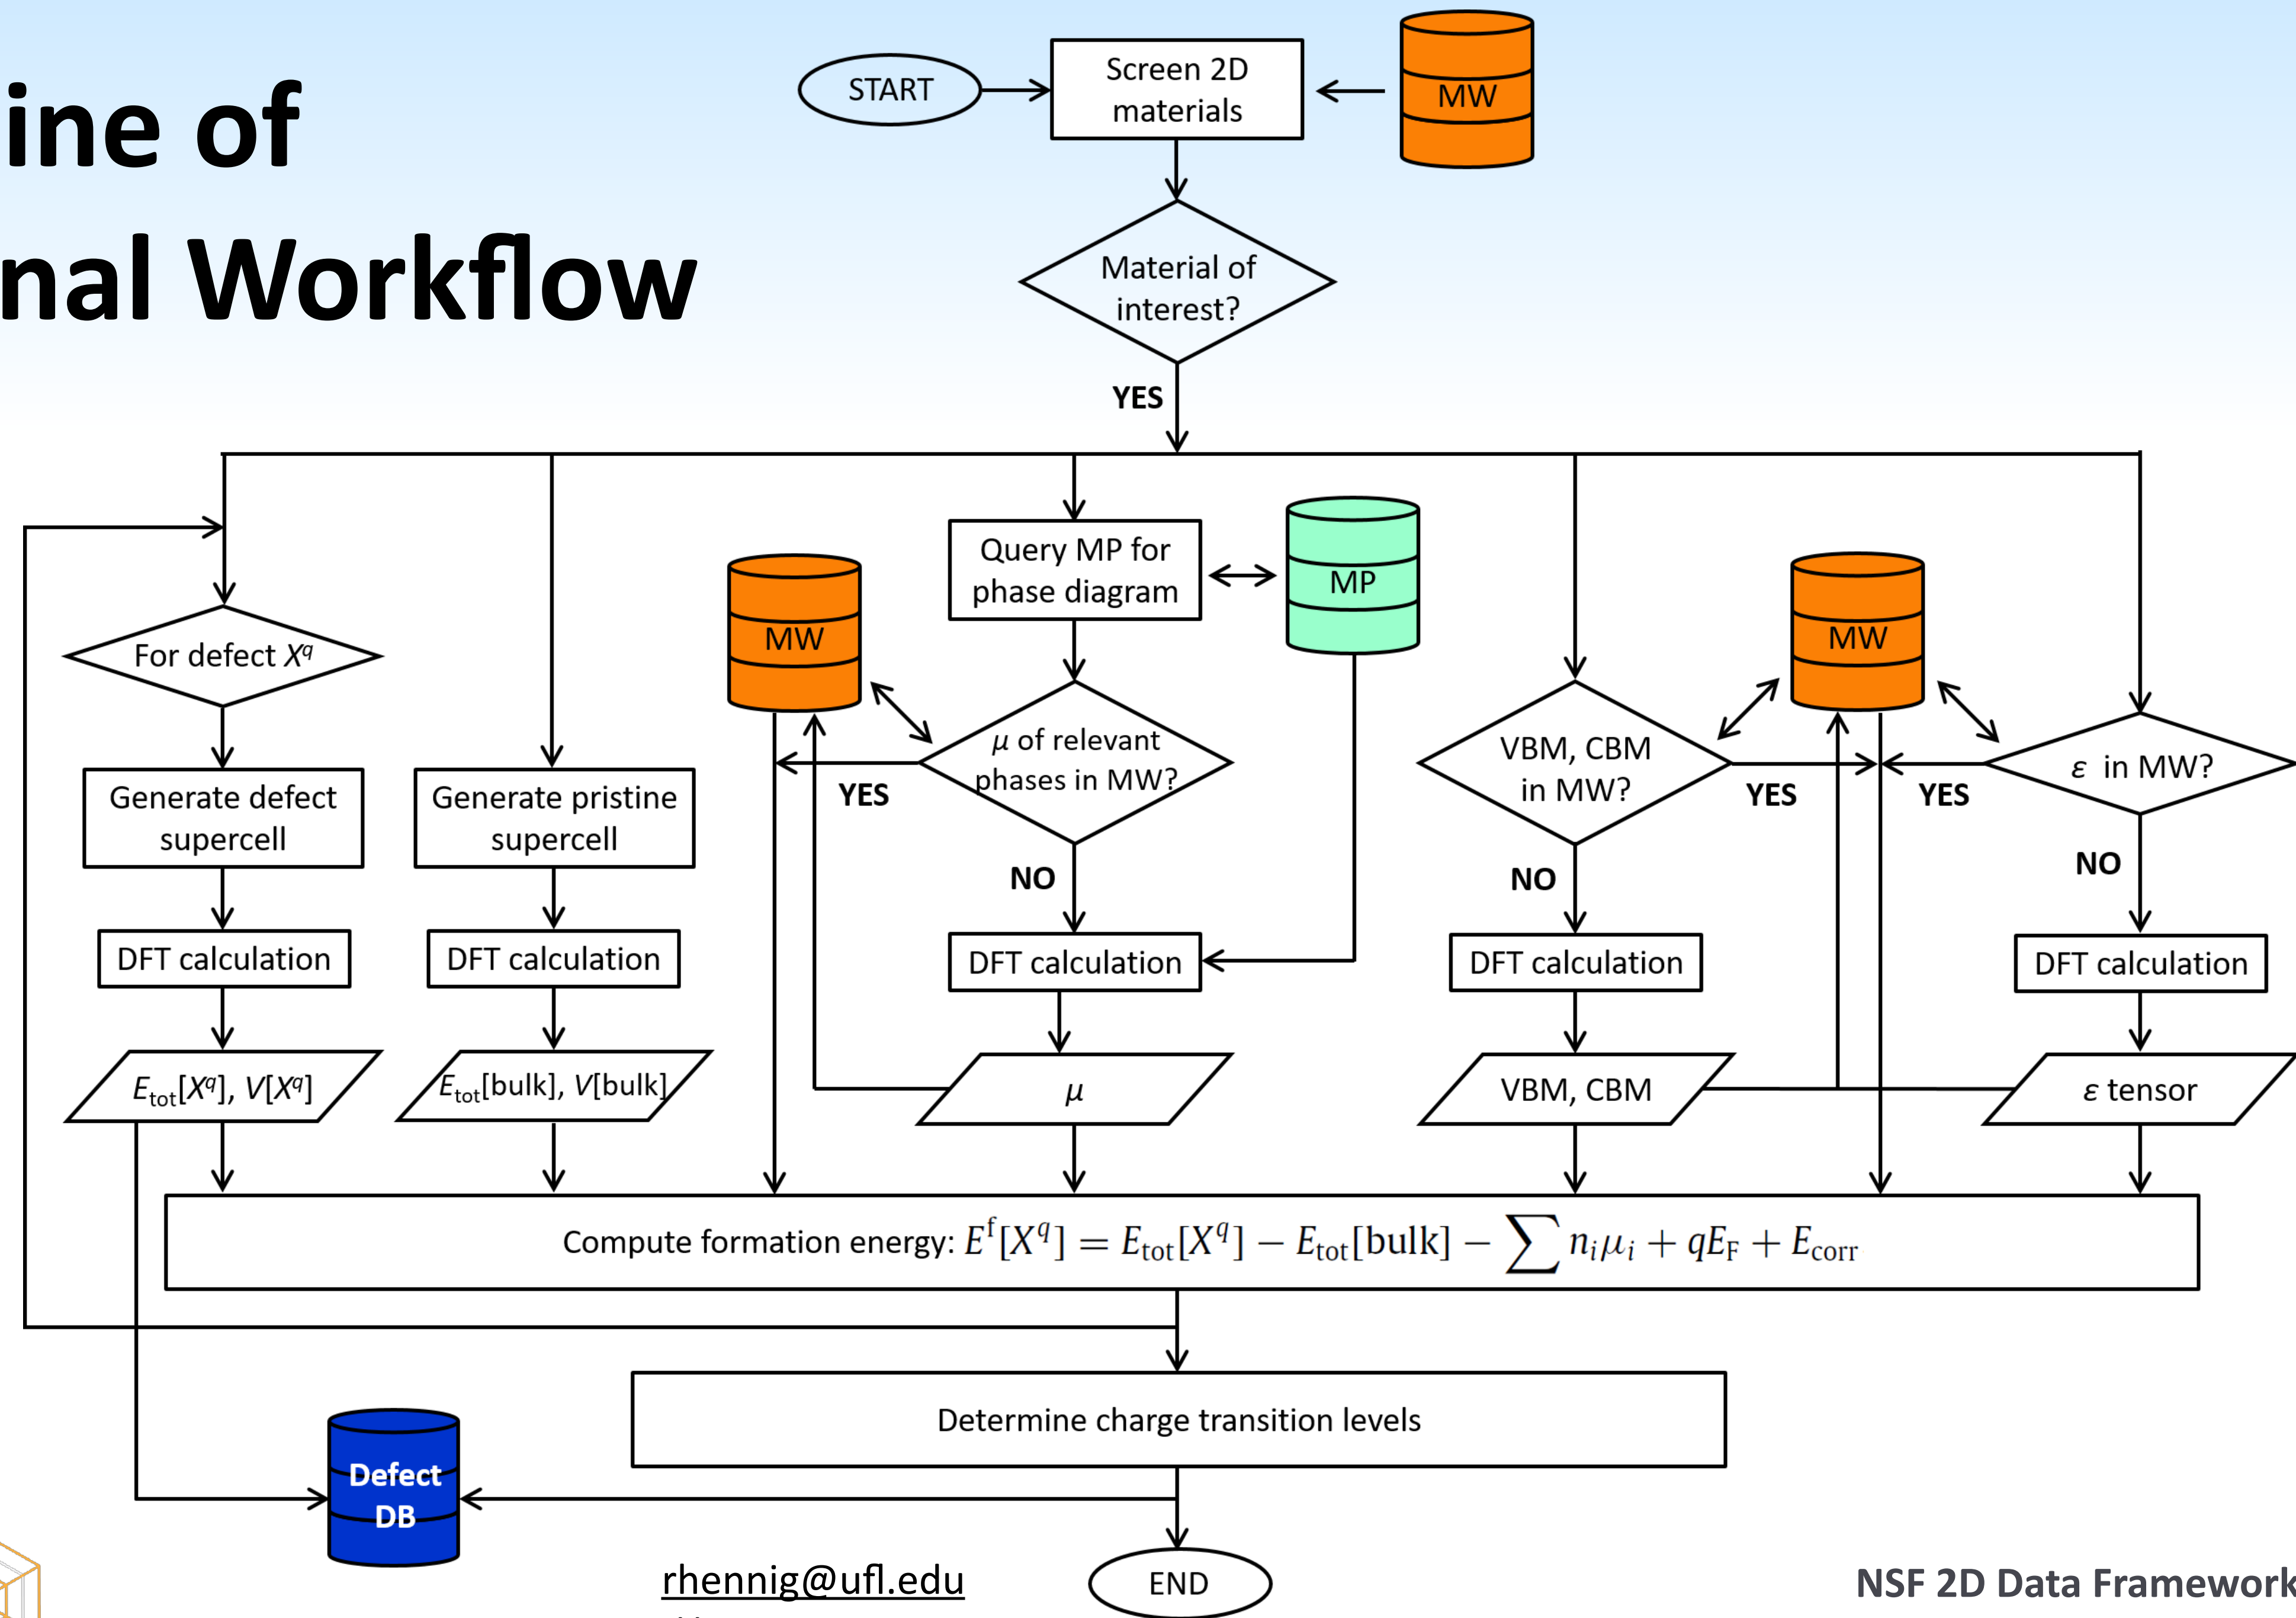 ine of
nal Workflow
START
Screen 2D
materials
MW
Material of
interest?
YES
Query MP for
phase diagram
MP
MW
MW
For defect X^q
μ of relevant
phases in MW?
YES
VBM, CBM
in MW?
YES
YES
ε in MW?
Generate defect
supercell
Generate pristine
supercell
NO
NO
NO
DFT calculation
DFT calculation
DFT calculation
DFT calculation
DFT calculation
E_tot[X^q], V[X^q]
E_tot[bulk], V[bulk]
μ
VBM, CBM
ε tensor
Compute formation energy: E^f[X^q] = E_tot[X^q] − E_tot[bulk] − ∑ n_i μ_i + qE_F + E_corr
Determine charge transition levels
Defect
DB
END
rhennig@ufl.edu
NSF 2D Data Framework